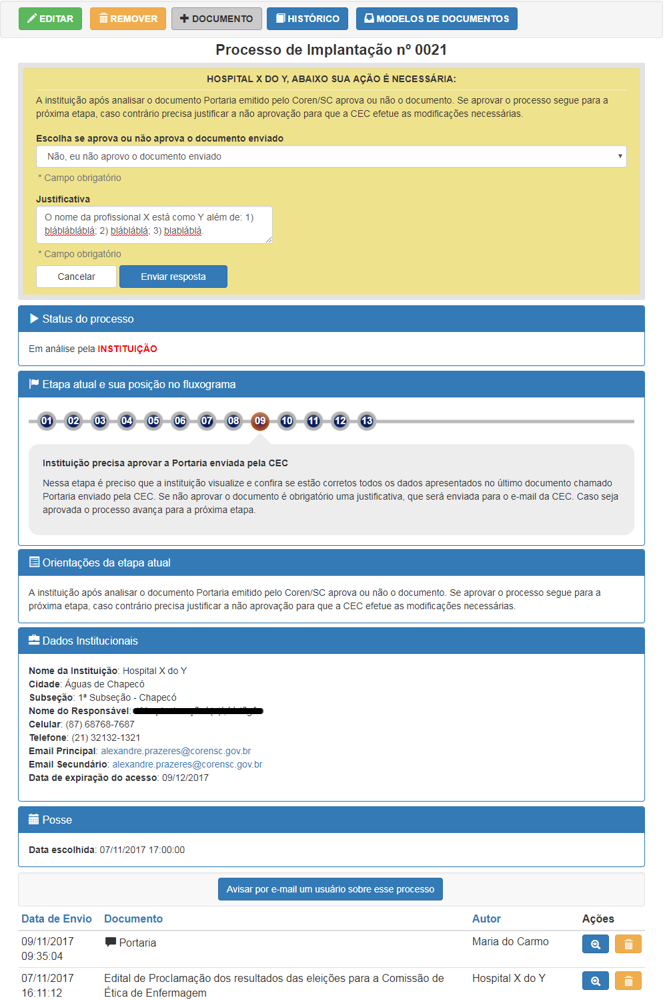 EDITAR
REMOVER
DOCUMENTO
HISTÓRICO
MODELOS DE DOCUMENTOS
Processo de Implantação nº 0021
HOSPITAL X DO Y, ABAIXO SUA AÇÃO É NECESSÁRIA:
A instituição após analisar o documento Portaria emitido pelo Coren/SC aprova ou não o documento. Se aprovar o processo segue para a
próxima etapa, caso contrário precisa justificar a não aprovação para que a CEC efetue as modificações necessárias.
Escolha se aprova ou não aprova o documento enviado
Não, eu não aprovo o documento enviado
* Campo obrigatório
Justificativa
O nome da profissional X está como Y além de: 1)
bláblábláblá; 2) blábláblá; 3) blabláblá.
* Campo obrigatório
Cancelar
Enviar resposta
Status do processo
Em análise pela INSTITUIÇÃO
Etapa atual e sua posição no fluxograma
01 02 03 04 05 06 07 08 09 10 11 12 13
Instituição precisa aprovar a Portaria enviada pela CEC
Nessa etapa é preciso que a instituição visualize e confira se estão corretos todos os dados apresentados no último documento chamado
Portaria enviado pela CEC. Se não aprovar o documento é obrigatório uma justificativa, que será enviada para o e-mail da CEC. Caso seja
aprovada o processo avança para a próxima etapa.
Orientações da etapa atual
A instituição após analisar o documento Portaria emitido pelo Coren/SC aprova ou não o documento. Se aprovar o processo segue para a
próxima etapa, caso contrário precisa justificar a não aprovação para que a CEC efetue as modificações necessárias.
Dados Institucionais
Nome da Instituição: Hospital X do Y
Cidade: Águas de Chapecó
Subseção: 1ª Subseção - Chapecó
Nome do Responsável:
Celular: (87) 68768-7687
Telefone: (21) 32132-1321
Email Principal: alexandre.prazeres@corensc.gov.br
Email Secundário: alexandre.prazeres@corensc.gov.br
Data de expiração do acesso: 09/12/2017
Posse
Data escolhida: 07/11/2017 17:00:00
Avisar por e-mail um usuário sobre esse processo
Data de Envio Documento Autor Ações
09/11/2017 Portaria Maria do Carmo
09:35:04
07/11/2017 Edital de Proclamação dos resultados das eleições para a Comissão de Hospital X do Y
16:11:12 Ética de Enfermagem